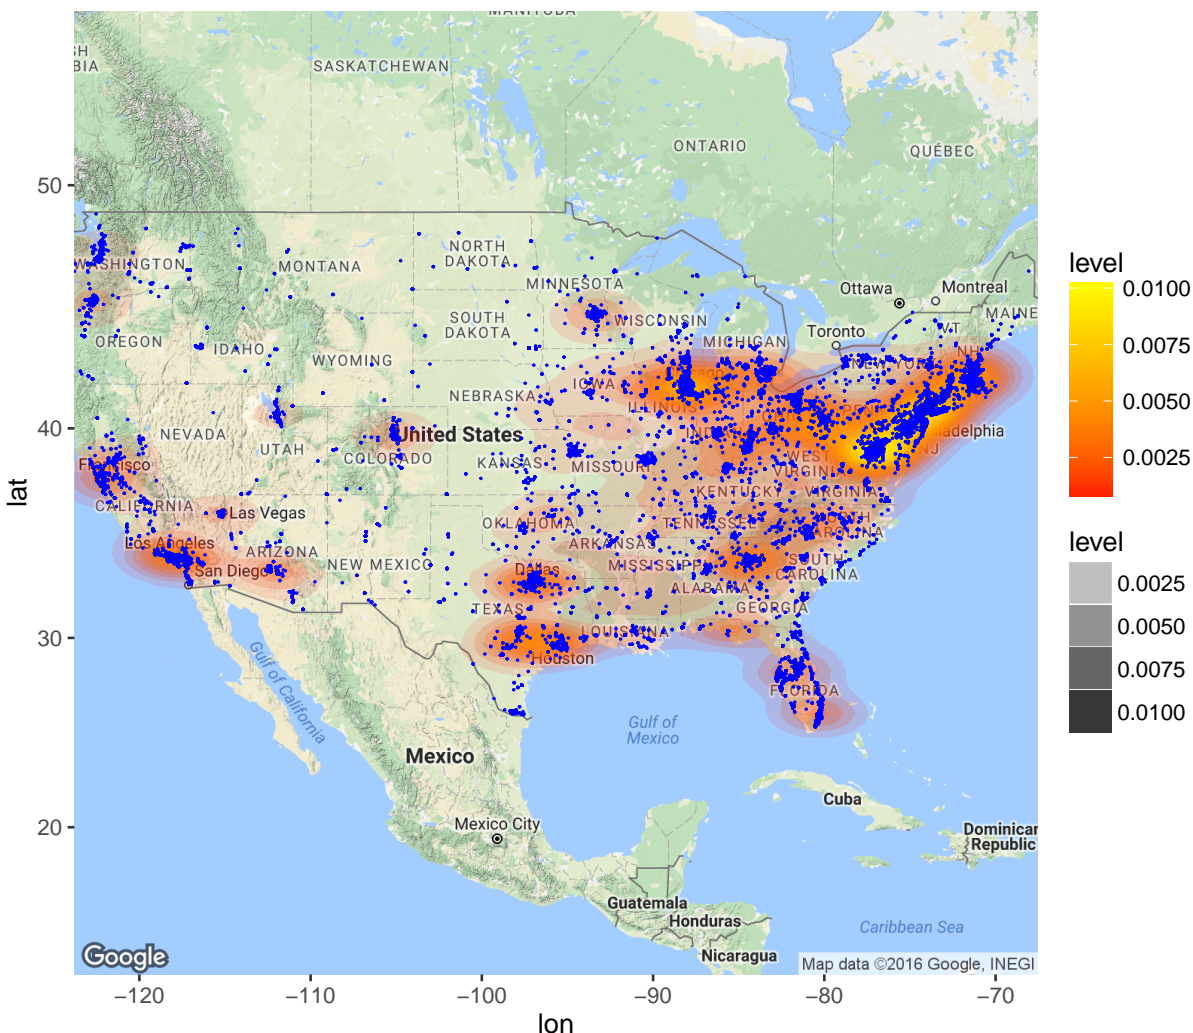 MANITOBA
SASKATCHEWAN
ONTARIO
QUÉBEC
50
WASHINGTON
MONTANA
NORTH
DAKOTA
MINNESOTA
Ottawa
Montreal
MAINE
OREGON
IDAHO
SOUTH
DAKOTA
WISCONSIN
MICHIGAN
Toronto
VT
NH
WYOMING
NEW YORK
IOWA
NEBRASKA
ILLINOIS
40
NEVADA
UTAH
United States
COLORADO
KANSAS
MISSOURI
WEST
VIRGINIA
iladelphia
NJ
CALIFORNIA
Las Vegas
KENTUCKY
VIRGINIA
OKLAHOMA
TENNESSEE
NORTH
CAROLINA
Los Angeles
ARIZONA
NEW MEXICO
ARKANSAS
MISSISSIPPI
SOUTH
CAROLINA
San Diego
Dallas
ALABAMA
TEXAS
GEORGIA
30
LOUISIANA
Houston
FLORIDA
Gulf of California
Gulf of
Mexico
Mexico
Cuba
20
Mexico City
Dominican
Republic
Guatemala
Honduras
Nicaragua
Caribbean Sea
Google
Map data ©2016 Google, INEGI
−120
−110
−100
−90
−80
−70
lon
lat
level
0.0100
0.0075
0.0050
0.0025
level
0.0025
0.0050
0.0075
0.0100